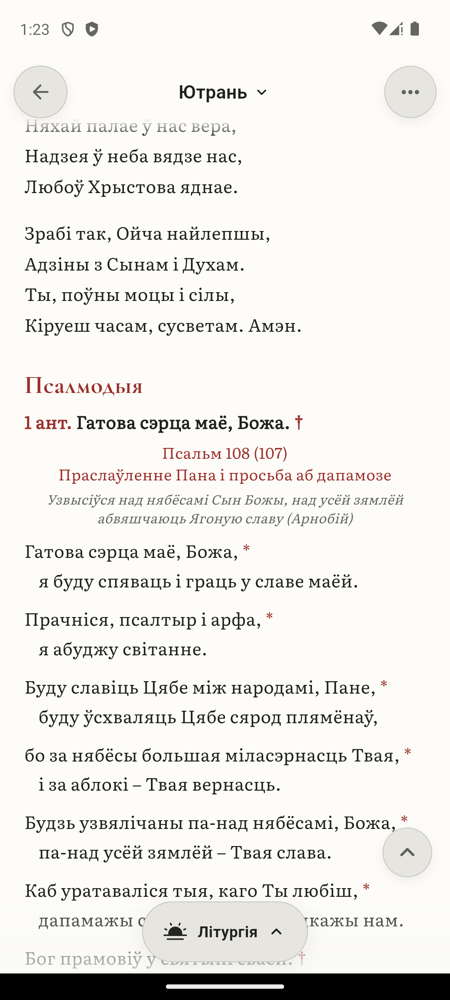 1:23
Ютрань
Няхай палае ў нас вера,
Надзея ў неба вядзе нас,
Любоў Хрыстова яднае.
Зрабі так, Ойча найлепшы,
Адзіны з Сынам і Духам.
Ты, поўны моцы і сілы,
Кіруеш часам, сусветам. Амэн.
Псалмодыя
1 ант. Гатова сэрца маё, Божа. †
Псальм 108 (107)
Праслаўленне Пана і просьба аб дапамозе
Узвысіўся над нябёсамі Сын Божы, над усёй зямлёй
абвяшчаюць Ягоную славу (Арнобій)
Гатова сэрца маё, Божа, *
я буду спяваць і граць у славе маёй.
Прачніся, псалтыр і арфа, *
я абуджу світанне.
Буду славіць Цябе між народамі, Пане, *
буду ўсхваляць Цябе сярод плямёнаў,
бо за нябёсы большая міласэрнасць Твая, *
і за аблокі – Твая вернасць.
Будзь узвялічаны па-над нябёсамі, Божа, *
па-над усёй зямлёй – Твая слава.
Каб уратаваліся тыя, каго Ты любіш, *
дапамажы нам.
Бог прамовіў у сваёй: †
Літургія